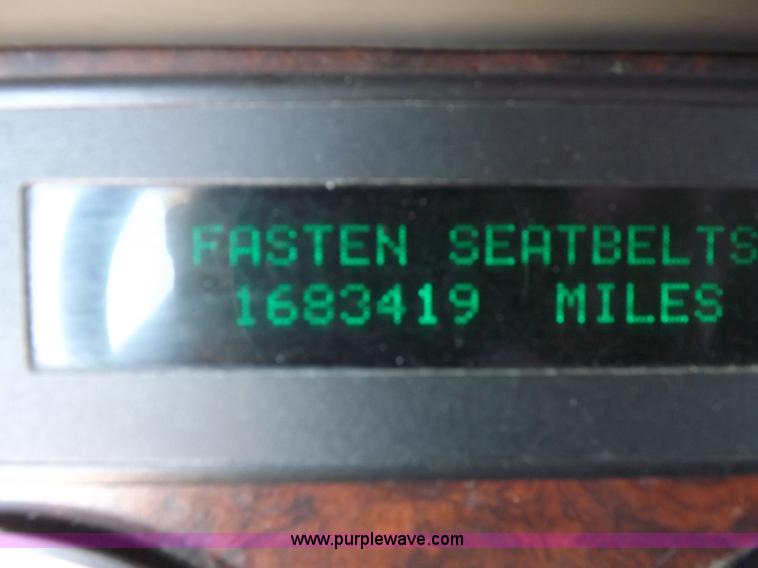 FASTEN SEATBELTS
1683419 MILES
www.purplewave.com